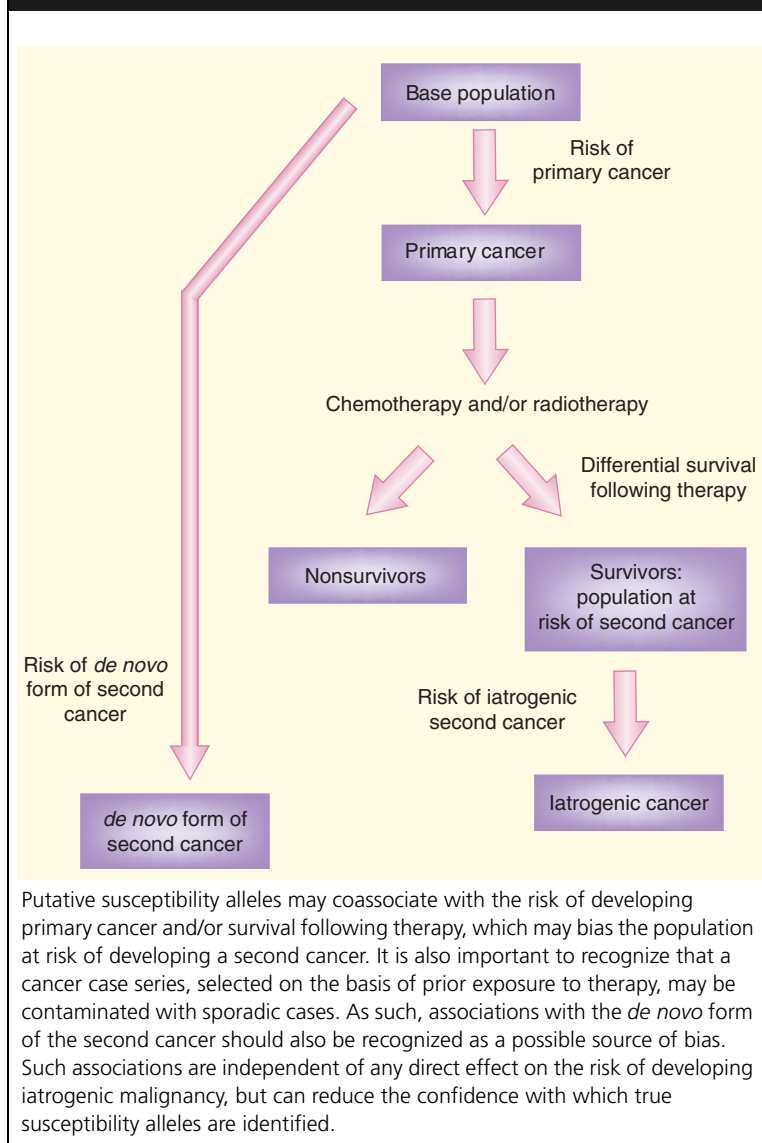 Base population
Risk of
primary cancer
Primary cancer
Chemotherapy and/or radiotherapy
Differential survival
following therapy
Nonsurvivors
Survivors:
population at
risk of second cancer
Risk of de novo
form of second
cancer
Risk of iatrogenic
second cancer
de novo form of
second cancer
Iatrogenic cancer
Putative susceptibility alleles may coassociate with the risk of developing
primary cancer and/or survival following therapy, which may bias the population
at risk of developing a second cancer. It is also important to recognize that a
cancer case series, selected on the basis of prior exposure to therapy, may be
contaminated with sporadic cases. As such, associations with the de novo form
of the second cancer should also be recognized as a possible source of bias.
Such associations are independent of any direct effect on the risk of developing
iatrogenic malignancy, but can reduce the confidence with which true
susceptibility alleles are identified.